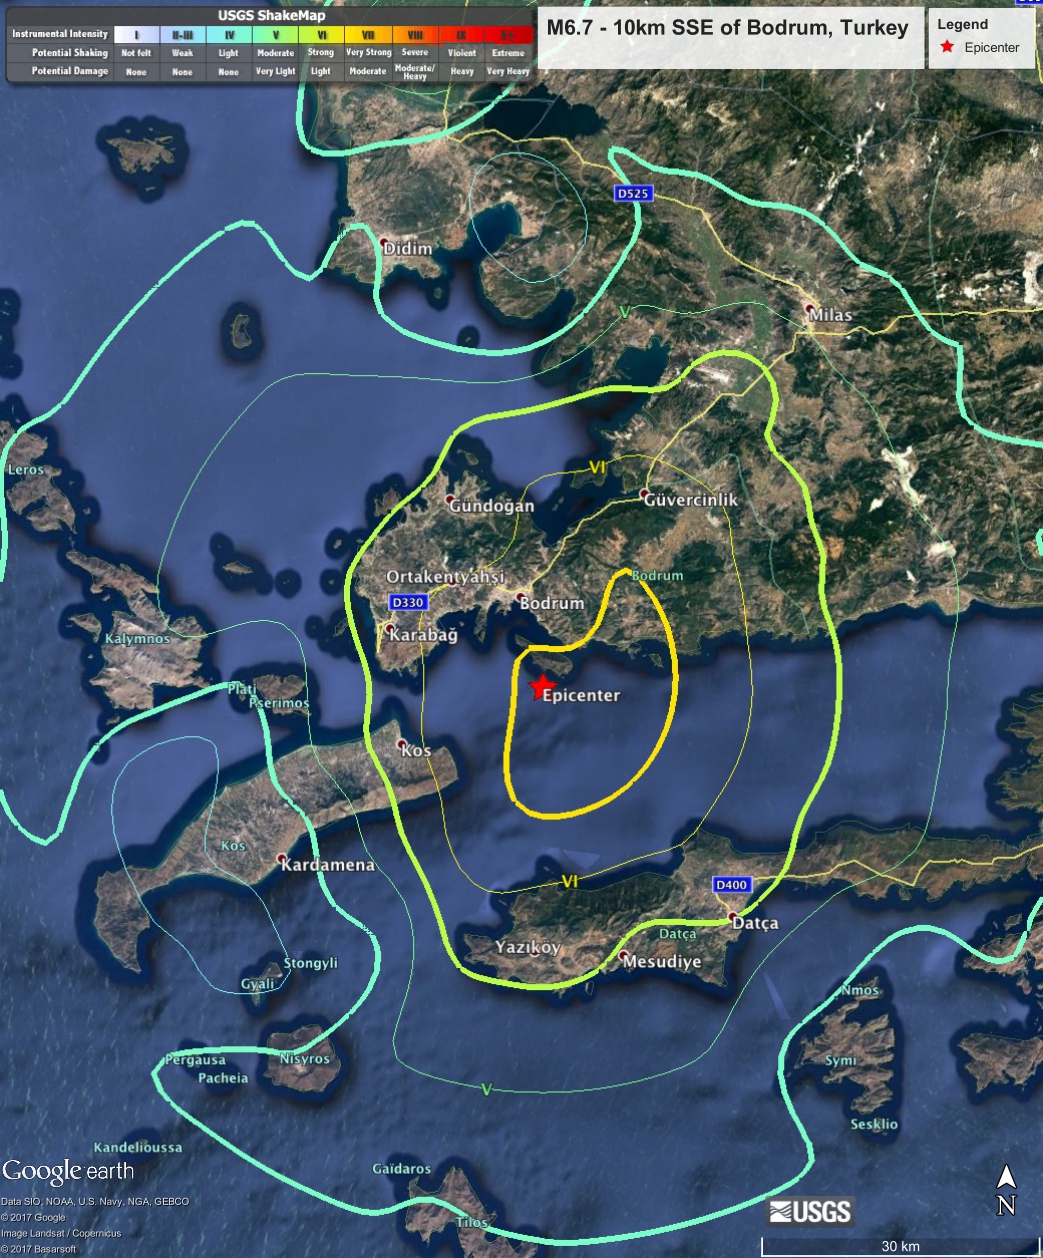 USGS ShakeMap
Instrumental Intensity I II-III IV V VI VII VIII IX X+
Potential Shaking Not felt Weak Light Moderate Strong Very Strong Severe Violent Extreme
Potential Damage None None None Very Light Light Moderate Moderate/Heavy Heavy Very Heavy
M6.7 - 10km SSE of Bodrum, Turkey
Legend
Epicenter
D525
Didim
V
Milas
Leros
VI
Gündoğan
Güvercinlik
Ortakentyahşi
Bodrum
D330
Bodrum
Karabağ
Kalymnos
Plati
Pserimos
Epicenter
Kos
Kos
Kardamena
VI
D400
Datça
Datça
Yazıköy
Mesudiye
Stongyli
Gyali
Nmos
Pergausa
Nisyros
Symi
Pacheia
V
Sesklio
Kandelioussa
Gaïdaros
Google earth
Tilos
Data SIO, NOAA, U.S. Navy, NGA, GEBCO
© 2017 Google
Image Landsat / Copernicus
© 2017 Basarsoft
N
USGS
30 km